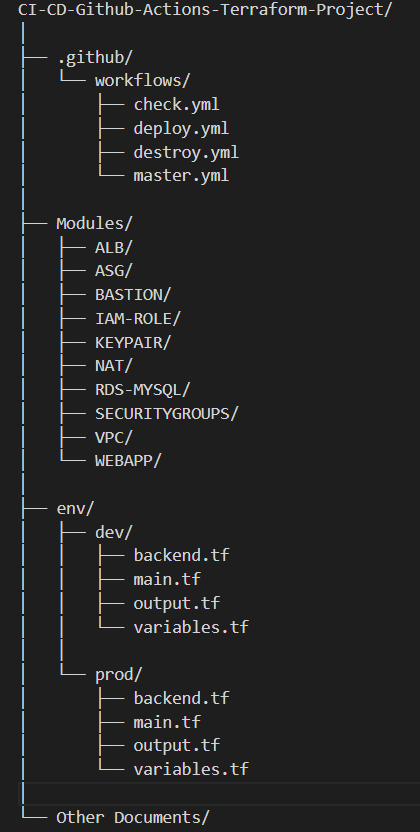 CI-CD-Github-Actions-Terraform-Project/
│
├── .github/
│   └── workflows/
│       ├── check.yml
│       ├── deploy.yml
│       ├── destroy.yml
│       └── master.yml
│
├── Modules/
│   ├── ALB/
│   ├── ASG/
│   ├── BASTION/
│   ├── IAM-ROLE/
│   ├── KEYPAIR/
│   ├── NAT/
│   ├── RDS-MYSQL/
│   ├── SECURITYGROUPS/
│   ├── VPC/
│   └── WEBAPP/
│
├── env/
│   ├── dev/
│   │   ├── backend.tf
│   │   ├── main.tf
│   │   ├── output.tf
│   │   └── variables.tf
│   │
│   └── prod/
│       ├── backend.tf
│       ├── main.tf
│       ├── output.tf
│       └── variables.tf
│
└── Other Documents/